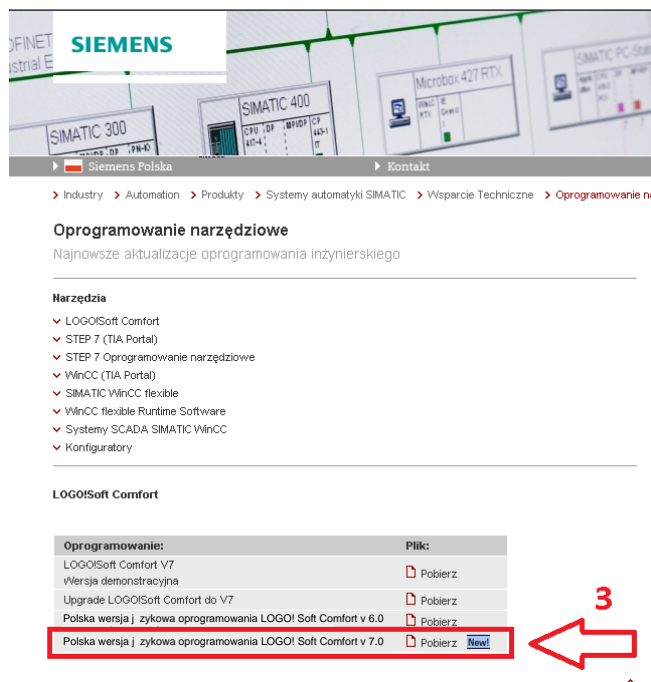 OFINET
SIEMENS
SIMATIC PC-Stat
Microbox 427 RTX
SIMATIC 400
SIMATIC 300
Siemens Polska
Kontakt
Industry Automation Produkty Systemy automatyki SIMATIC Wsparcie Techniczne Oprogramowanie n
Oprogramowanie narzędziowe
Najnowsze aktualizacje oprogramowania inżynierskiego
Narzędzia
LOGO!Soft Comfort
STEP 7 (TIA Portal)
STEP 7 Oprogramowanie narzędziowe
WinCC (TIA Portal)
SIMATIC WinCC flexible
WinCC flexible Runtime Software
Systemy SCADA SIMATIC WinCC
Konfiguratory
LOGO!Soft Comfort
Oprogramowanie: Plik:
LOGO!Soft Comfort V7
Wersja demonstracyjna Pobierz
Upgrade LOGO!Soft Comfort do V7 Pobierz
Polska wersja j zykowa oprogramowania LOGO! Soft Comfort v 6.0 Pobierz
Polska wersja j zykowa oprogramowania LOGO! Soft Comfort v 7.0 Pobierz New!
3